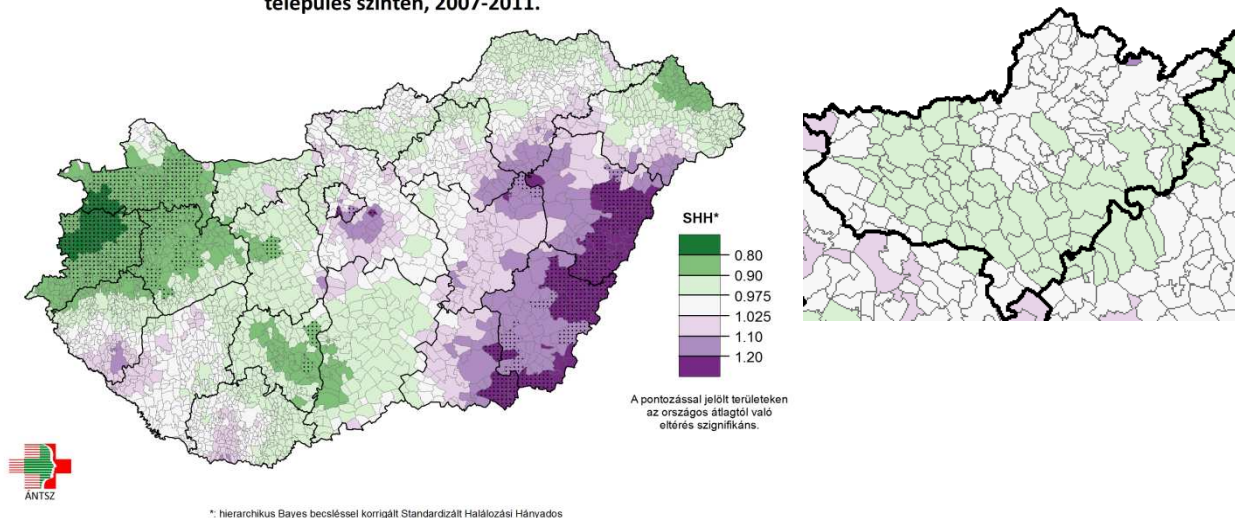 település szinten, 2007-2011.
SHH*
0.80
0.90
0.975
1.025
1.10
1.20
A pontozással jelölt területeken
az országos átlagtól való
eltérés szignifikáns.
ÁNTSZ
*: hierarchikus Bayes becsléssel korrigált Standardizált Halálozási Hányados